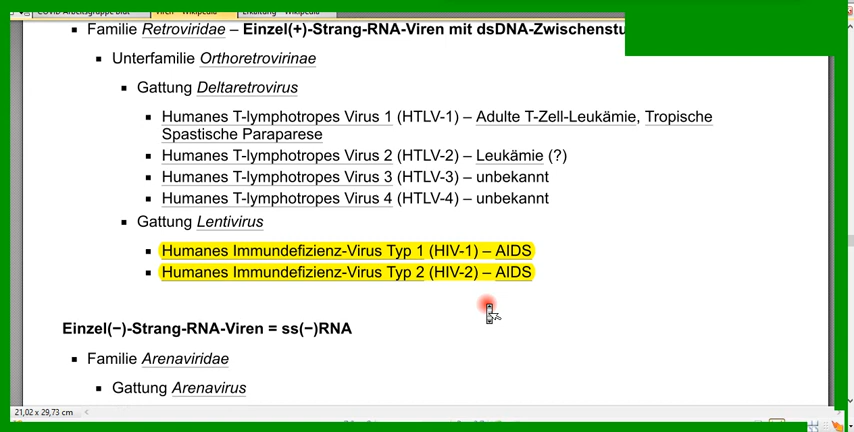 Viren – Wikipedia
Familie Retroviridae – Einzel(+)-Strang-RNA-Viren mit dsDNA-Zwischenstu
Unterfamilie Orthoretrovirinae
Gattung Deltaretrovirus
Humanes T-lymphotropes Virus 1 (HTLV-1) – Adulte T-Zell-Leukämie, Tropische
Spastische Paraparese
Humanes T-lymphotropes Virus 2 (HTLV-2) – Leukämie (?)
Humanes T-lymphotropes Virus 3 (HTLV-3) – unbekannt
Humanes T-lymphotropes Virus 4 (HTLV-4) – unbekannt
Gattung Lentivirus
Humanes Immundefizienz-Virus Typ 1 (HIV-1) – AIDS
Humanes Immundefizienz-Virus Typ 2 (HIV-2) – AIDS
Einzel(−)-Strang-RNA-Viren = ss(−)RNA
Familie Arenaviridae
Gattung Arenavirus
21,02 x 29,73 cm